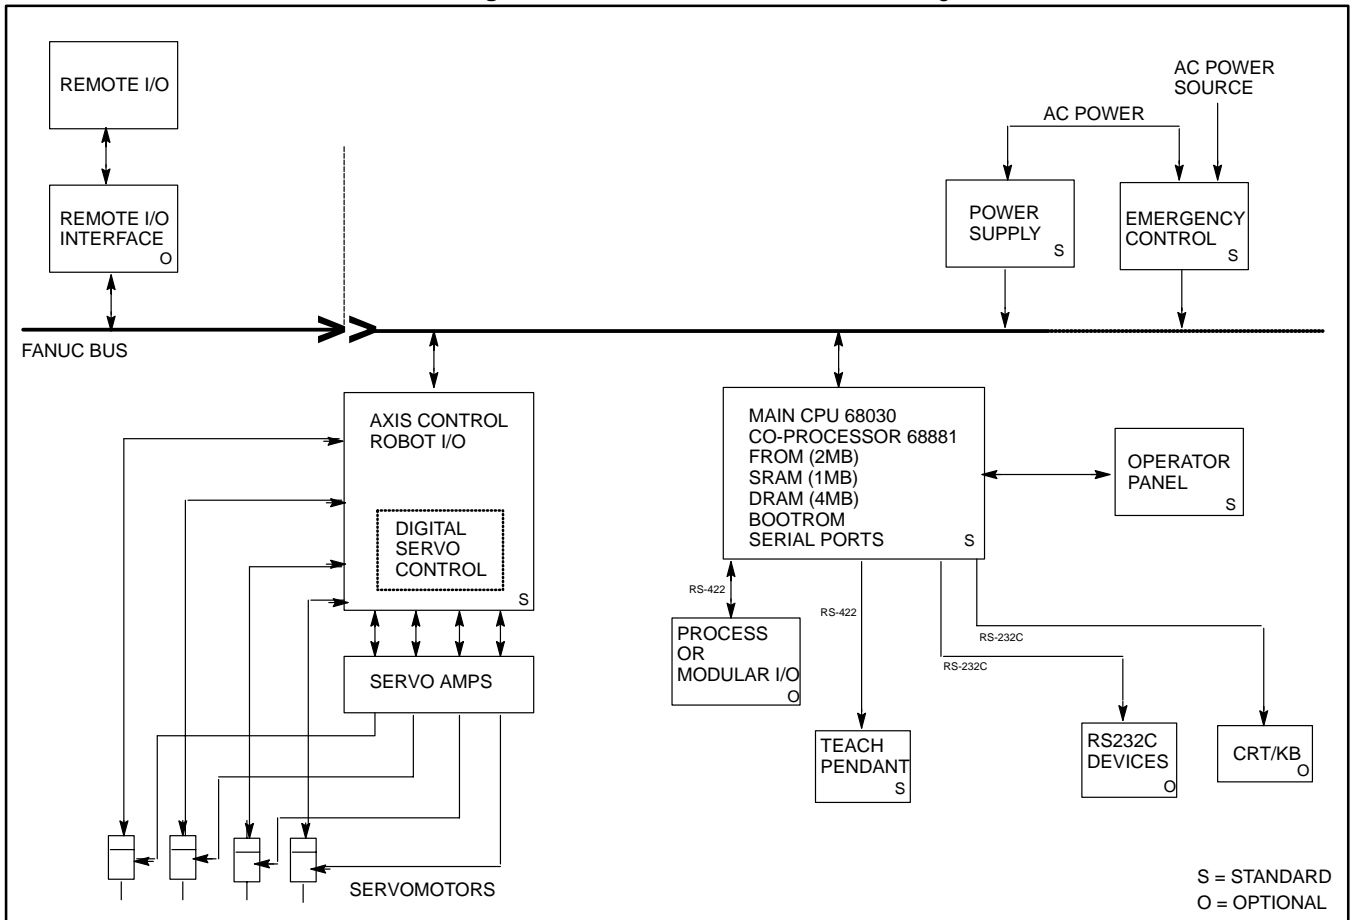 REMOTE I/O
REMOTE I/O
INTERFACE
O
FANUC BUS
AC POWER
SOURCE
AC POWER
POWER
SUPPLY
S
EMERGENCY
CONTROL
S
AXIS CONTROL
ROBOT I/O
DIGITAL
SERVO
CONTROL
S
SERVO AMPS
SERVOMOTORS
MAIN CPU 68030
CO-PROCESSOR 68881
FROM (2MB)
SRAM (1MB)
DRAM (4MB)
BOOTROM
SERIAL PORTS
S
OPERATOR
PANEL
S
RS-422
PROCESS
OR
MODULAR I/O
O
RS-422
TEACH
PENDANT
S
RS-232C
RS232C
DEVICES
O
RS-232C
CRT/KB
O
S = STANDARD
O = OPTIONAL